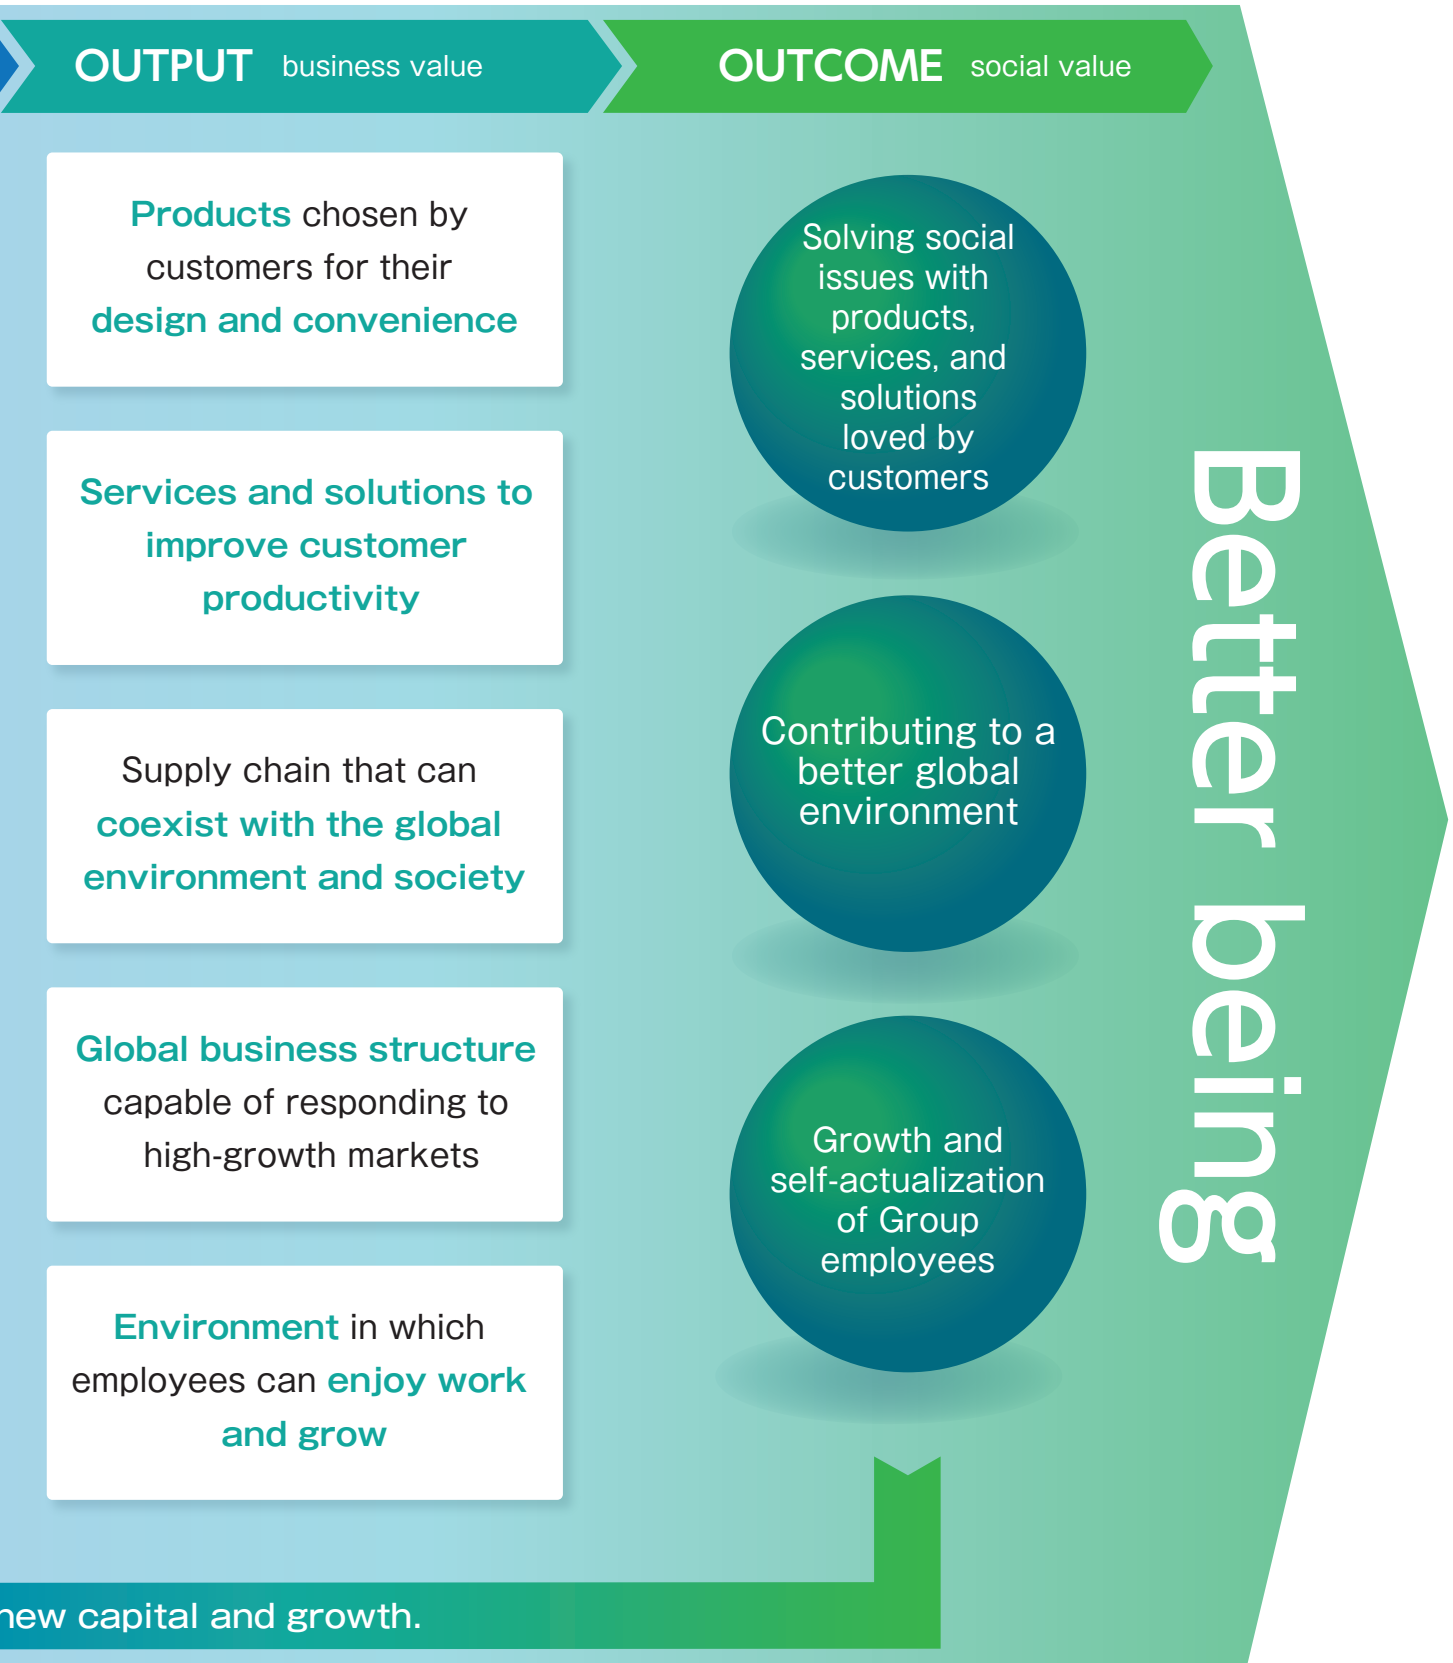 OUTPUT business value
OUTCOME social value
Products chosen by
customers for their
design and convenience
Services and solutions to
improve customer
productivity
Supply chain that can
coexist with the global
environment and society
Global business structure
capable of responding to
high-growth markets
Environment in which
employees can enjoy work
and grow
Solving social
issues with
products,
services, and
solutions
loved by
customers
Contributing to a
better global
environment
Growth and
self-actualization
of Group
employees
Better being
new capital and growth.